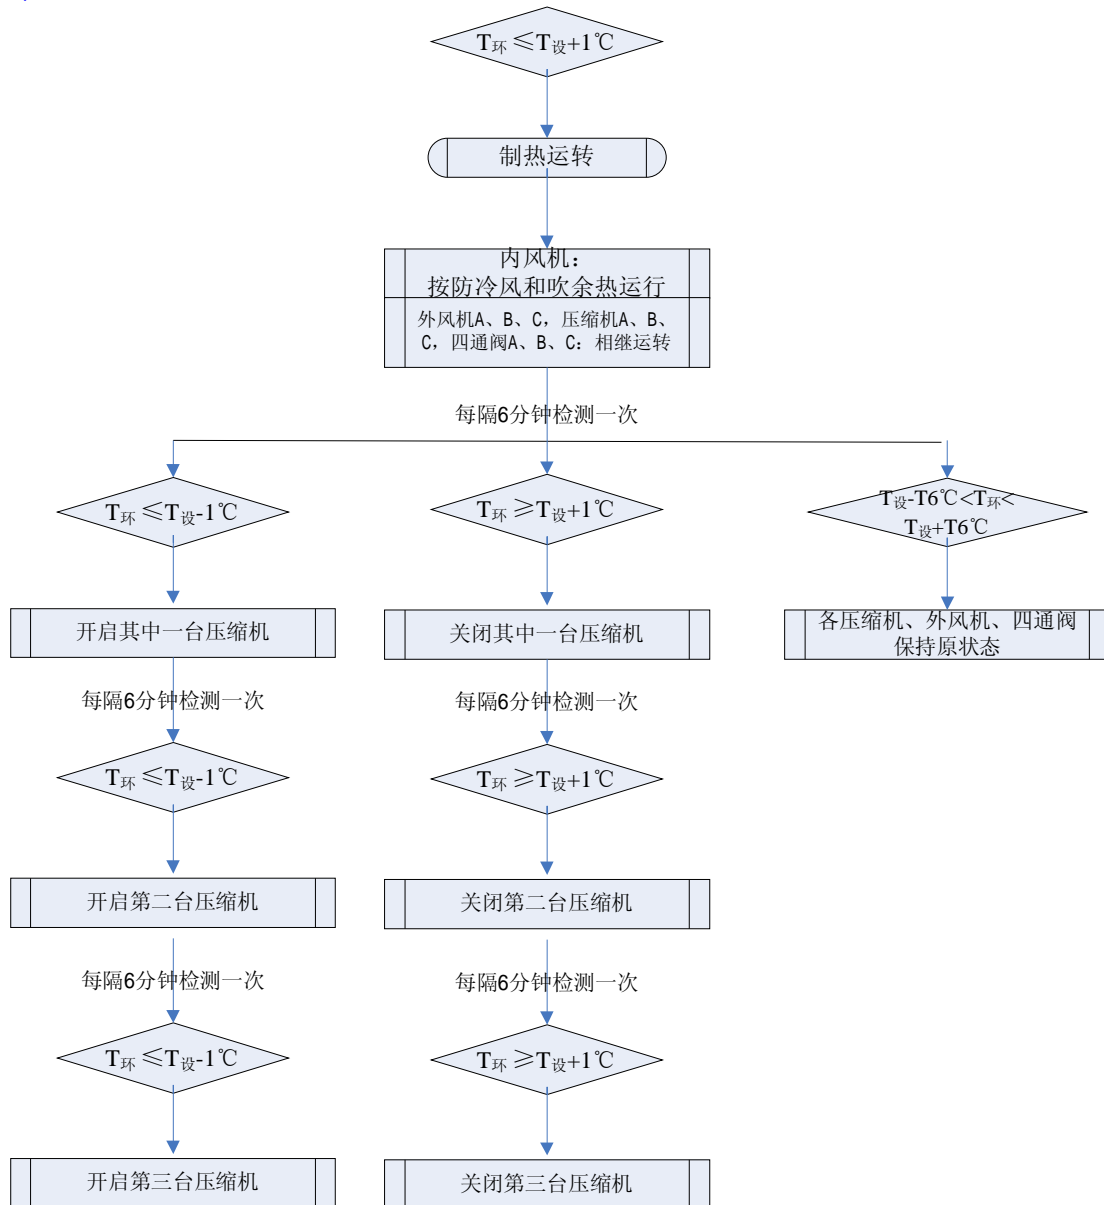 T环 ≤T设+1℃
制热运转
内风机：
按防冷风和吹余热运行
外风机A、B、C，压缩机A、B、
C，四通阀A、B、C：相继运转
每隔6分钟检测一次
T环 ≤T设-1℃
T环 ≥T设+1℃
T设-T6℃<T环<
T设+T6℃
开启其中一台压缩机
关闭其中一台压缩机
各压缩机、外风机、四通阀
保持原状态
每隔6分钟检测一次
每隔6分钟检测一次
T环 ≤T设-1℃
T环 ≥T设+1℃
开启第二台压缩机
关闭第二台压缩机
每隔6分钟检测一次
每隔6分钟检测一次
T环 ≤T设-1℃
T环 ≥T设+1℃
开启第三台压缩机
关闭第三台压缩机